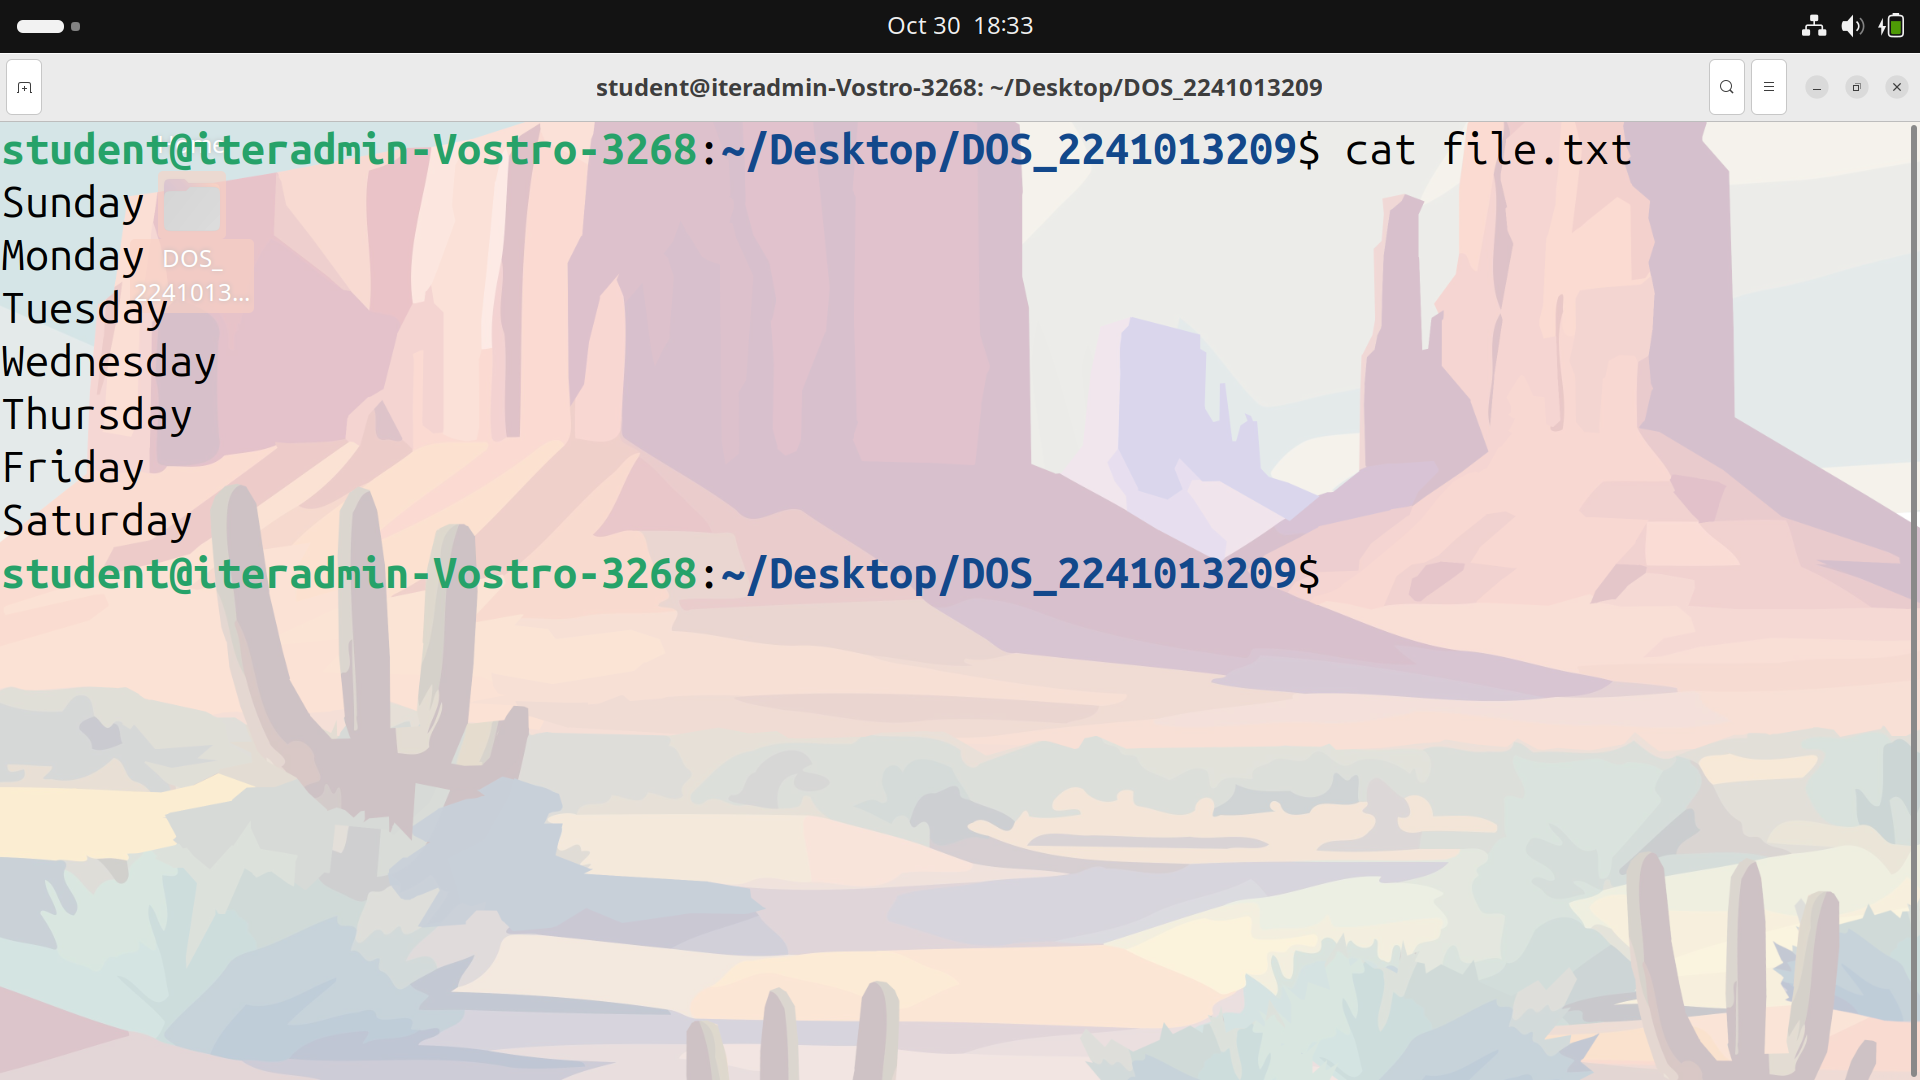 Oct 30 18:33
student@iteradmin-Vostro-3268: ~/Desktop/DOS_2241013209
student@iteradmin-Vostro-3268:~/Desktop/DOS_2241013209$ cat file.txt
Sunday
Monday
Tuesday
Wednesday
Thursday
Friday
Saturday
student@iteradmin-Vostro-3268:~/Desktop/DOS_2241013209$
DOS_
2241013...